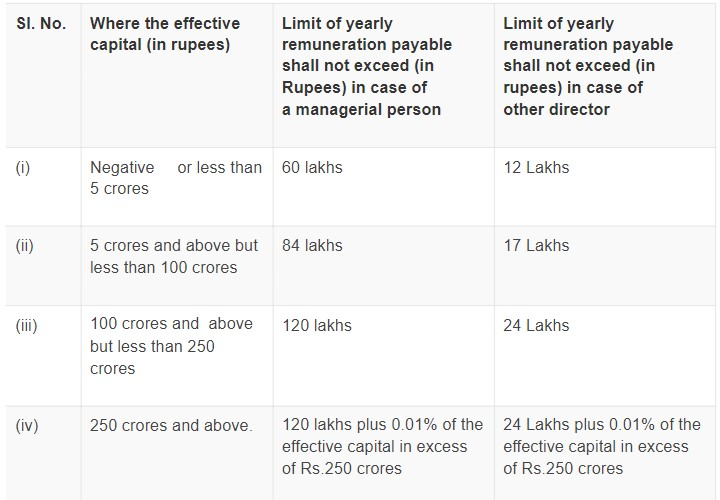 Sl. No.
Where the effective
capital (in rupees)
Limit of yearly
remuneration payable
shall not exceed (in
Rupees) in case of
a managerial person
Limit of yearly
remuneration payable
shall not exceed (in
rupees) in case of
other director
(i)
Negative or less than
5 crores
60 lakhs
12 Lakhs
(ii)
5 crores and above but
less than 100 crores
84 lakhs
17 Lakhs
(iii)
100 crores and above
but less than 250
crores
120 lakhs
24 Lakhs
(iv)
250 crores and above.
120 lakhs plus 0.01% of the
effective capital in excess
of Rs.250 crores
24 Lakhs plus 0.01% of the
effective capital in excess
of Rs.250 crores